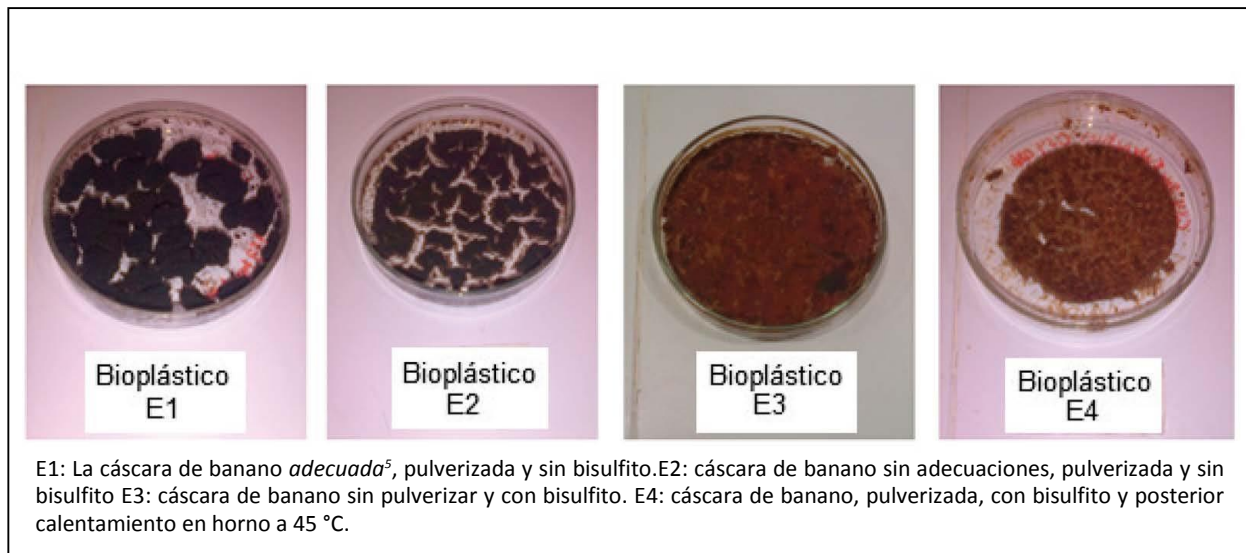 Bioplástico
E1
Bioplástico
E2
Bioplástico
E3
Bioplástico
E4
E1: La cáscara de banano adecuada⁵, pulverizada y sin bisulfito.E2: cáscara de banano sin adecuaciones, pulverizada y sin
bisulfito E3: cáscara de banano sin pulverizar y con bisulfito. E4: cáscara de banano, pulverizada, con bisulfito y posterior
calentamiento en horno a 45 °C.